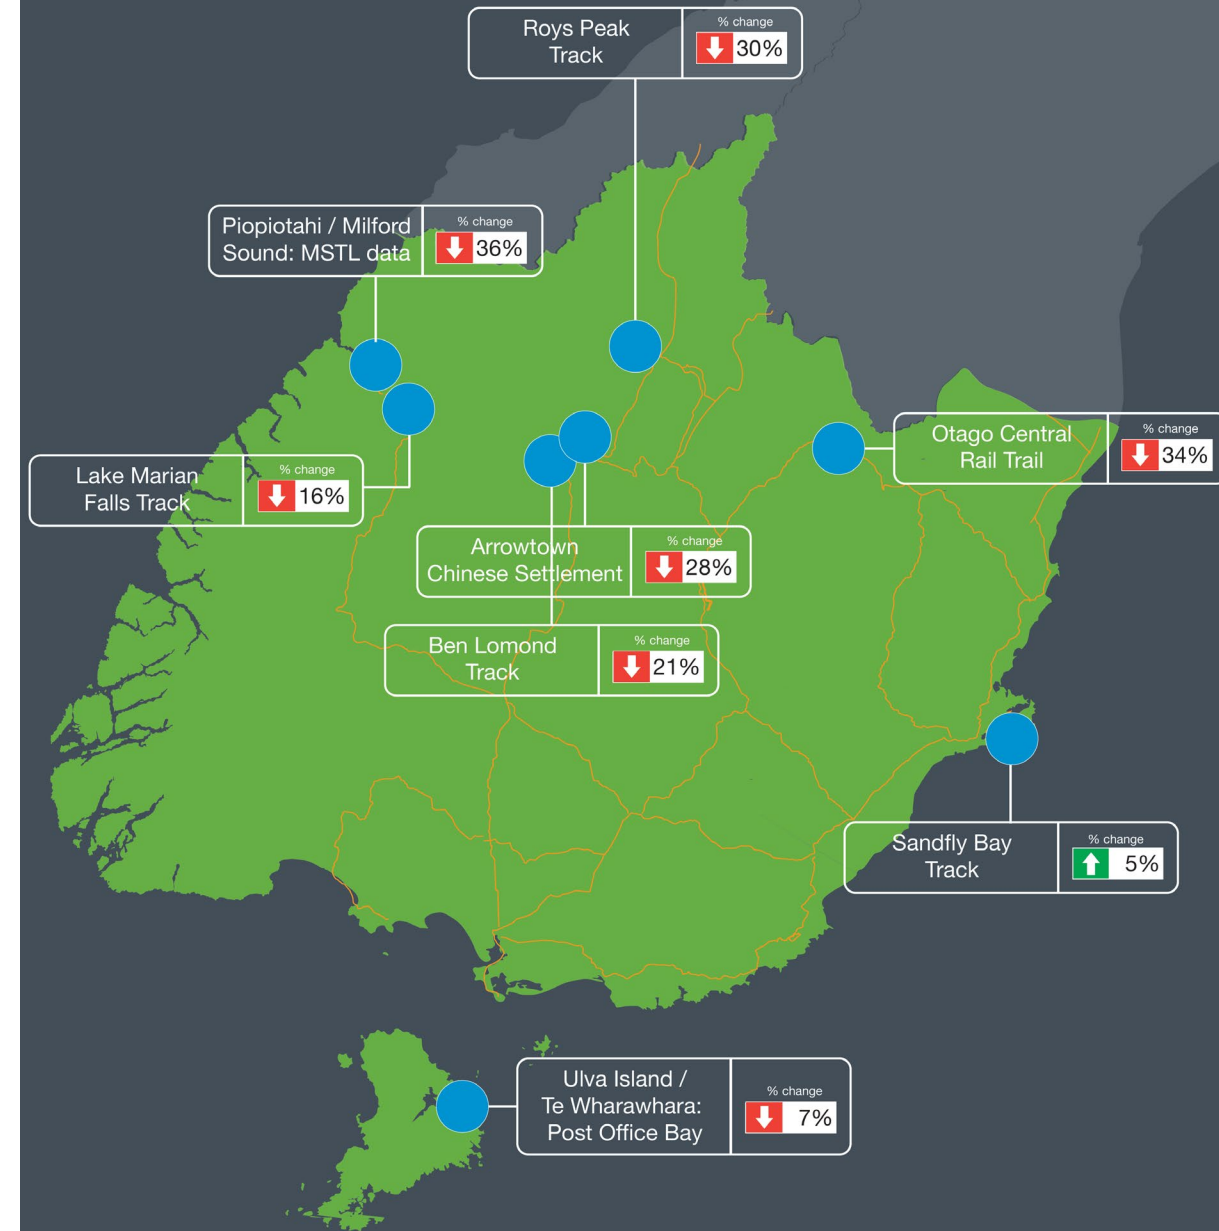 Roys Peak
Track
% change
30%
Piopiotahi / Milford
Sound: MSTL data
% change
36%
Otago Central
Rail Trail
% change
34%
Lake Marian
Falls Track
% change
16%
Arrowtown
Chinese Settlement
% change
28%
Ben Lomond
Track
% change
21%
Sandfly Bay
Track
% change
5%
Ulva Island /
Te Wharawhara:
Post Office Bay
% change
7%